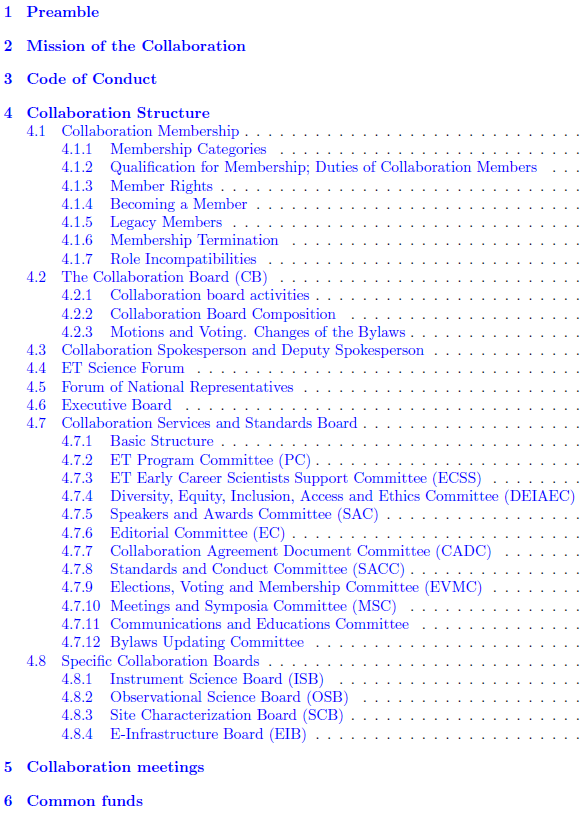 1 Preamble
2 Mission of the Collaboration
3 Code of Conduct
4 Collaboration Structure
4.1 Collaboration Membership . . . . . . . . . . . . . . . . . . . . . . . . . . . . .
4.1.1 Membership Categories . . . . . . . . . . . . . . . . . . . . . . . . . .
4.1.2 Qualification for Membership; Duties of Collaboration Members . . .
4.1.3 Member Rights . . . . . . . . . . . . . . . . . . . . . . . . . . . . . . .
4.1.4 Becoming a Member . . . . . . . . . . . . . . . . . . . . . . . . . . . .
4.1.5 Legacy Members . . . . . . . . . . . . . . . . . . . . . . . . . . . . . .
4.1.6 Membership Termination . . . . . . . . . . . . . . . . . . . . . . . . .
4.1.7 Role Incompatibilities . . . . . . . . . . . . . . . . . . . . . . . . . . .
4.2 The Collaboration Board (CB) . . . . . . . . . . . . . . . . . . . . . . . . . .
4.2.1 Collaboration board activities . . . . . . . . . . . . . . . . . . . . . . .
4.2.2 Collaboration Board Composition . . . . . . . . . . . . . . . . . . . .
4.2.3 Motions and Voting. Changes of the Bylaws . . . . . . . . . . . . . . .
4.3 Collaboration Spokesperson and Deputy Spokesperson . . . . . . . . . . . . .
4.4 ET Science Forum . . . . . . . . . . . . . . . . . . . . . . . . . . . . . . . . .
4.5 Forum of National Representatives . . . . . . . . . . . . . . . . . . . . . . . .
4.6 Executive Board . . . . . . . . . . . . . . . . . . . . . . . . . . . . . . . . . .
4.7 Collaboration Services and Standards Board . . . . . . . . . . . . . . . . . . .
4.7.1 Basic Structure . . . . . . . . . . . . . . . . . . . . . . . . . . . . . . .
4.7.2 ET Program Committee (PC) . . . . . . . . . . . . . . . . . . . . . . .
4.7.3 ET Early Career Scientists Support Committee (ECSS) . . . . . . . .
4.7.4 Diversity, Equity, Inclusion, Access and Ethics Committee (DEIAEC)
4.7.5 Speakers and Awards Committee (SAC) . . . . . . . . . . . . . . . . .
4.7.6 Editorial Committee (EC) . . . . . . . . . . . . . . . . . . . . . . . . .
4.7.7 Collaboration Agreement Document Committee (CADC) . . . . . . .
4.7.8 Standards and Conduct Committee (SACC) . . . . . . . . . . . . . . .
4.7.9 Elections, Voting and Membership Committee (EVMC) . . . . . . . .
4.7.10 Meetings and Symposia Committee (MSC) . . . . . . . . . . . . . . .
4.7.11 Communications and Educations Committee . . . . . . . . . . . . . .
4.7.12 Bylaws Updating Committee . . . . . . . . . . . . . . . . . . . . . . .
4.8 Specific Collaboration Boards . . . . . . . . . . . . . . . . . . . . . . . . . . .
4.8.1 Instrument Science Board (ISB) . . . . . . . . . . . . . . . . . . . . .
4.8.2 Observational Science Board (OSB) . . . . . . . . . . . . . . . . . . .
4.8.3 Site Characterization Board (SCB) . . . . . . . . . . . . . . . . . . . .
4.8.4 E-Infrastructure Board (EIB) . . . . . . . . . . . . . . . . . . . . . . .
5 Collaboration meetings
6 Common funds